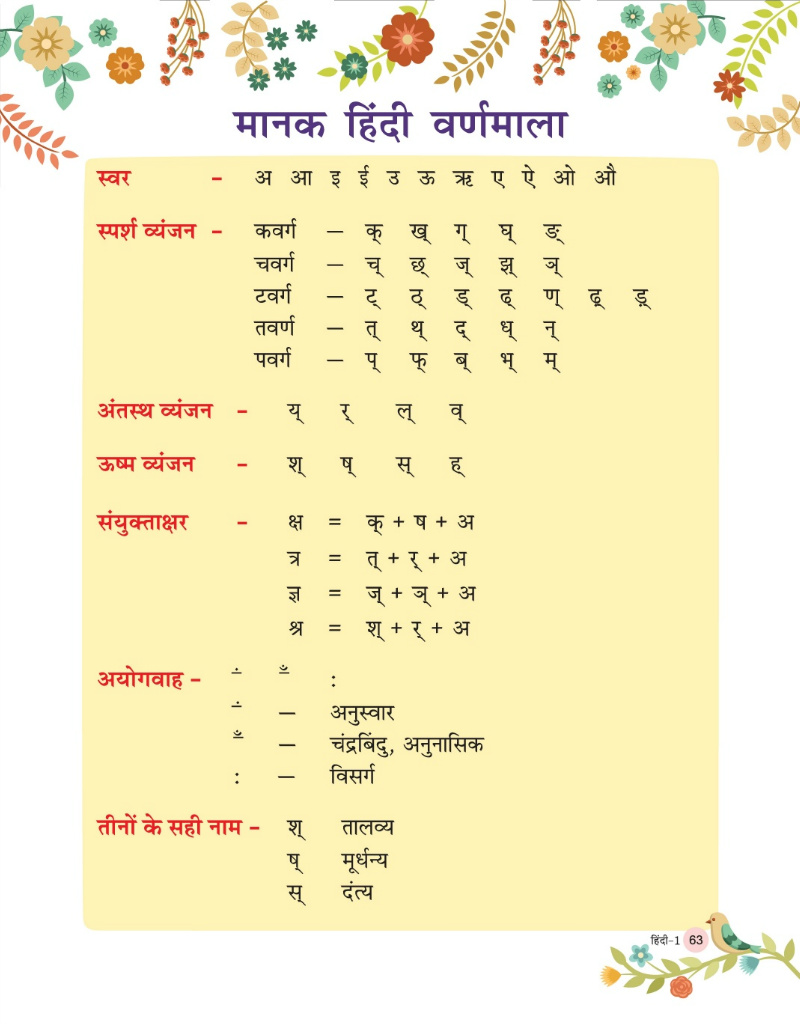 मानक हिंदी वर्णमाला
स्वर – अ आ इ ई उ ऊ ऋ ए ऐ ओ औ
स्पर्श व्यंजन – कवर्ग – क् ख् ग् घ् ङ्
चवर्ग – च् छ् ज् झ् ञ्
टवर्ग – ट् ठ् ड् ढ् ण् ढ़् ड़्
तवर्ण – त् थ् द् ध् न्
पवर्ग – प् फ् ब् भ् म्
अंतस्थ व्यंजन – य् र् ल् व्
ऊष्म व्यंजन – श् ष् स् ह्
संयुक्ताक्षर – क्ष = क् + ष + अ
त्र = त् + र् + अ
ज्ञ = ज् + ञ् + अ
श्र = श् + र् + अ
अयोगवाह – ं ँ :
ं – अनुस्वार
ँ – चंद्रबिंदु, अनुनासिक
: – विसर्ग
तीनों के सही नाम – श् तालव्य
ष् मूर्धन्य
स् दंत्य
हिंदी-1 63